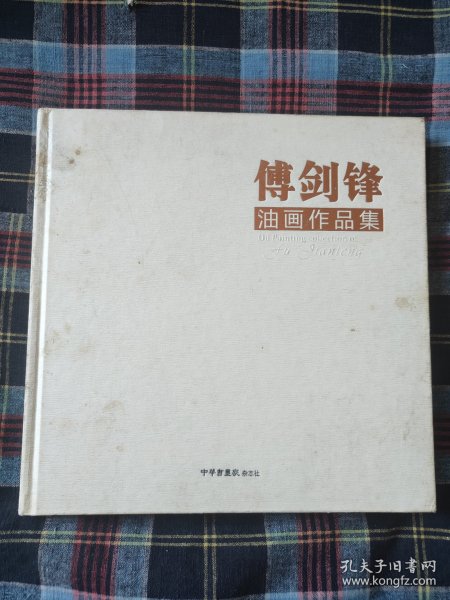 傅剑锋
油画作品集
Oil Painting collection of
Fu Jianfeng
中华书画家 杂志社
孔夫子旧书网
www.kongfz.com